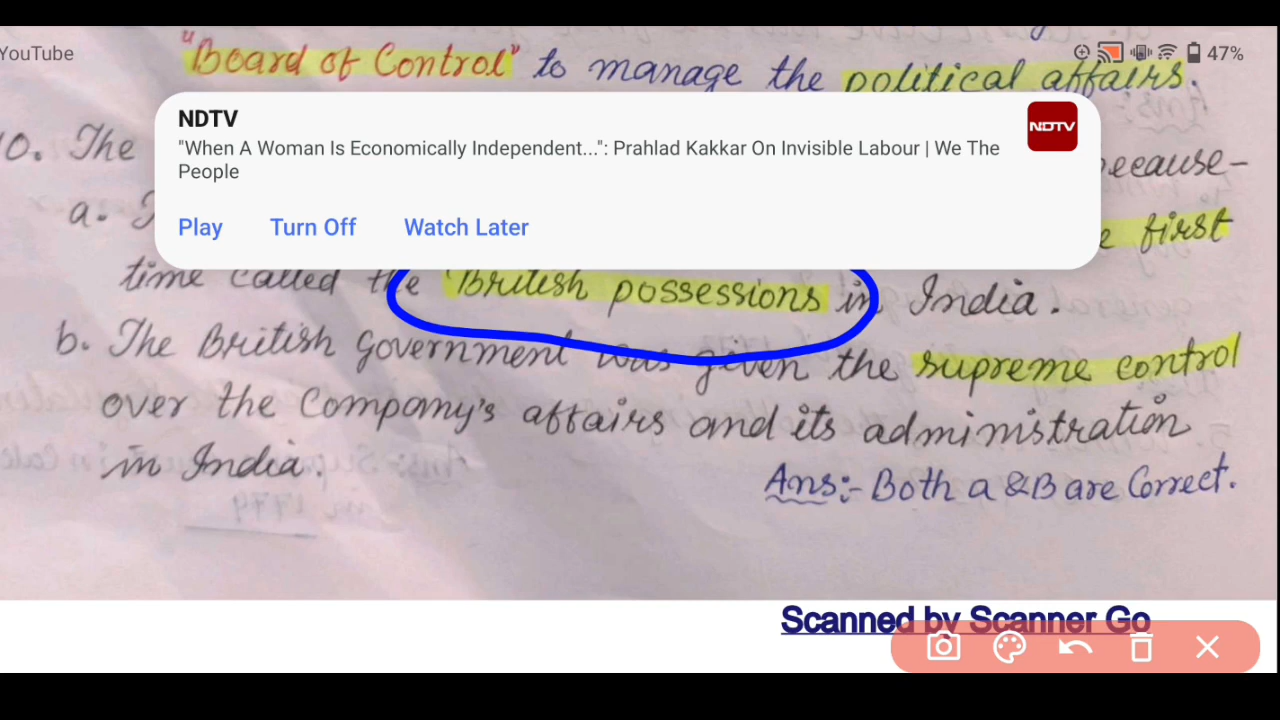 YouTube
47%
"Board of Control" to manage the political affairs.
NDTV
NDTV
"When A Woman Is Economically Independent...": Prahlad Kakkar On Invisible Labour | We The
People
Play Turn Off Watch Later
10. The because-
a. first
time called the "British possessions in India.
b. The British Government was given the supreme control
over the Company's affairs and its administration
in India.
Ans:- Both a & B are Correct.
Scanned by Scanner Go